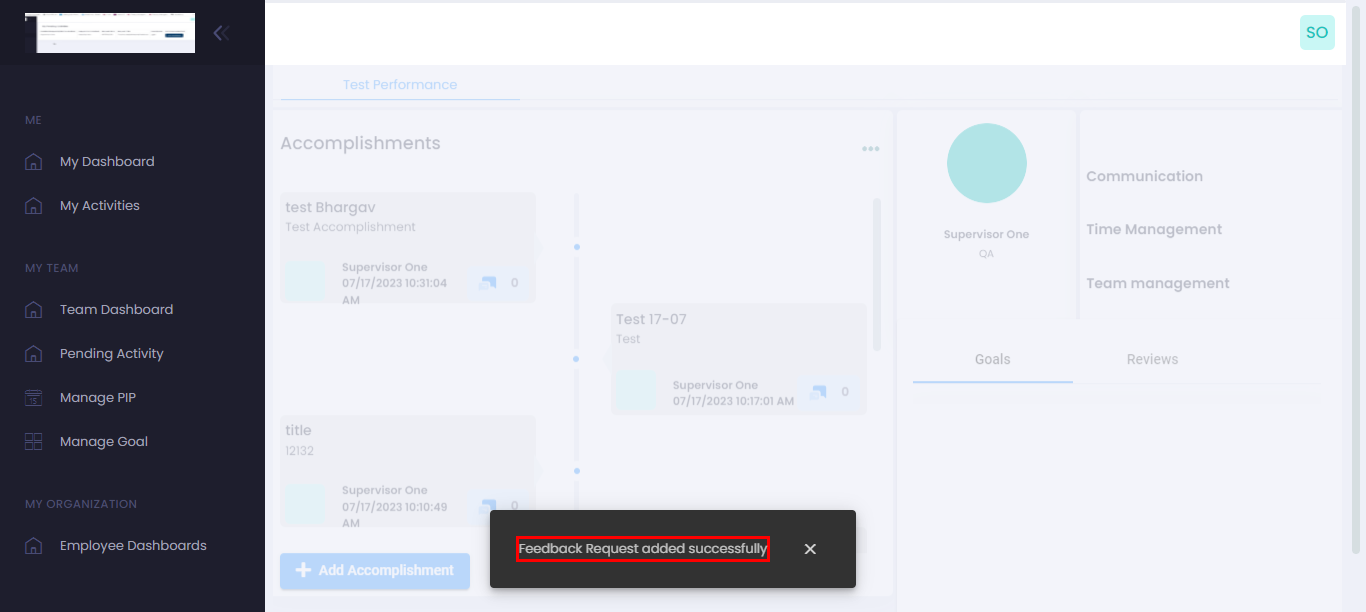 SO
ME
My Dashboard
My Activities
MY TEAM
Team Dashboard
Pending Activity
Manage PIP
Manage Goal
MY ORGANIZATION
Employee Dashboards
Test Performance
Accomplishments
test Bhargav
Test Accomplishment
Supervisor One
07/17/2023 10:31:04
AM
0
Test 17-07
Test
Supervisor One
07/17/2023 10:17:01 AM
0
title
12132
Supervisor One
07/17/2023 10:10:49
AM
0
Add Accomplishment
Supervisor One
QA
Communication
Time Management
Team management
Goals
Reviews
Feedback Request added successfully